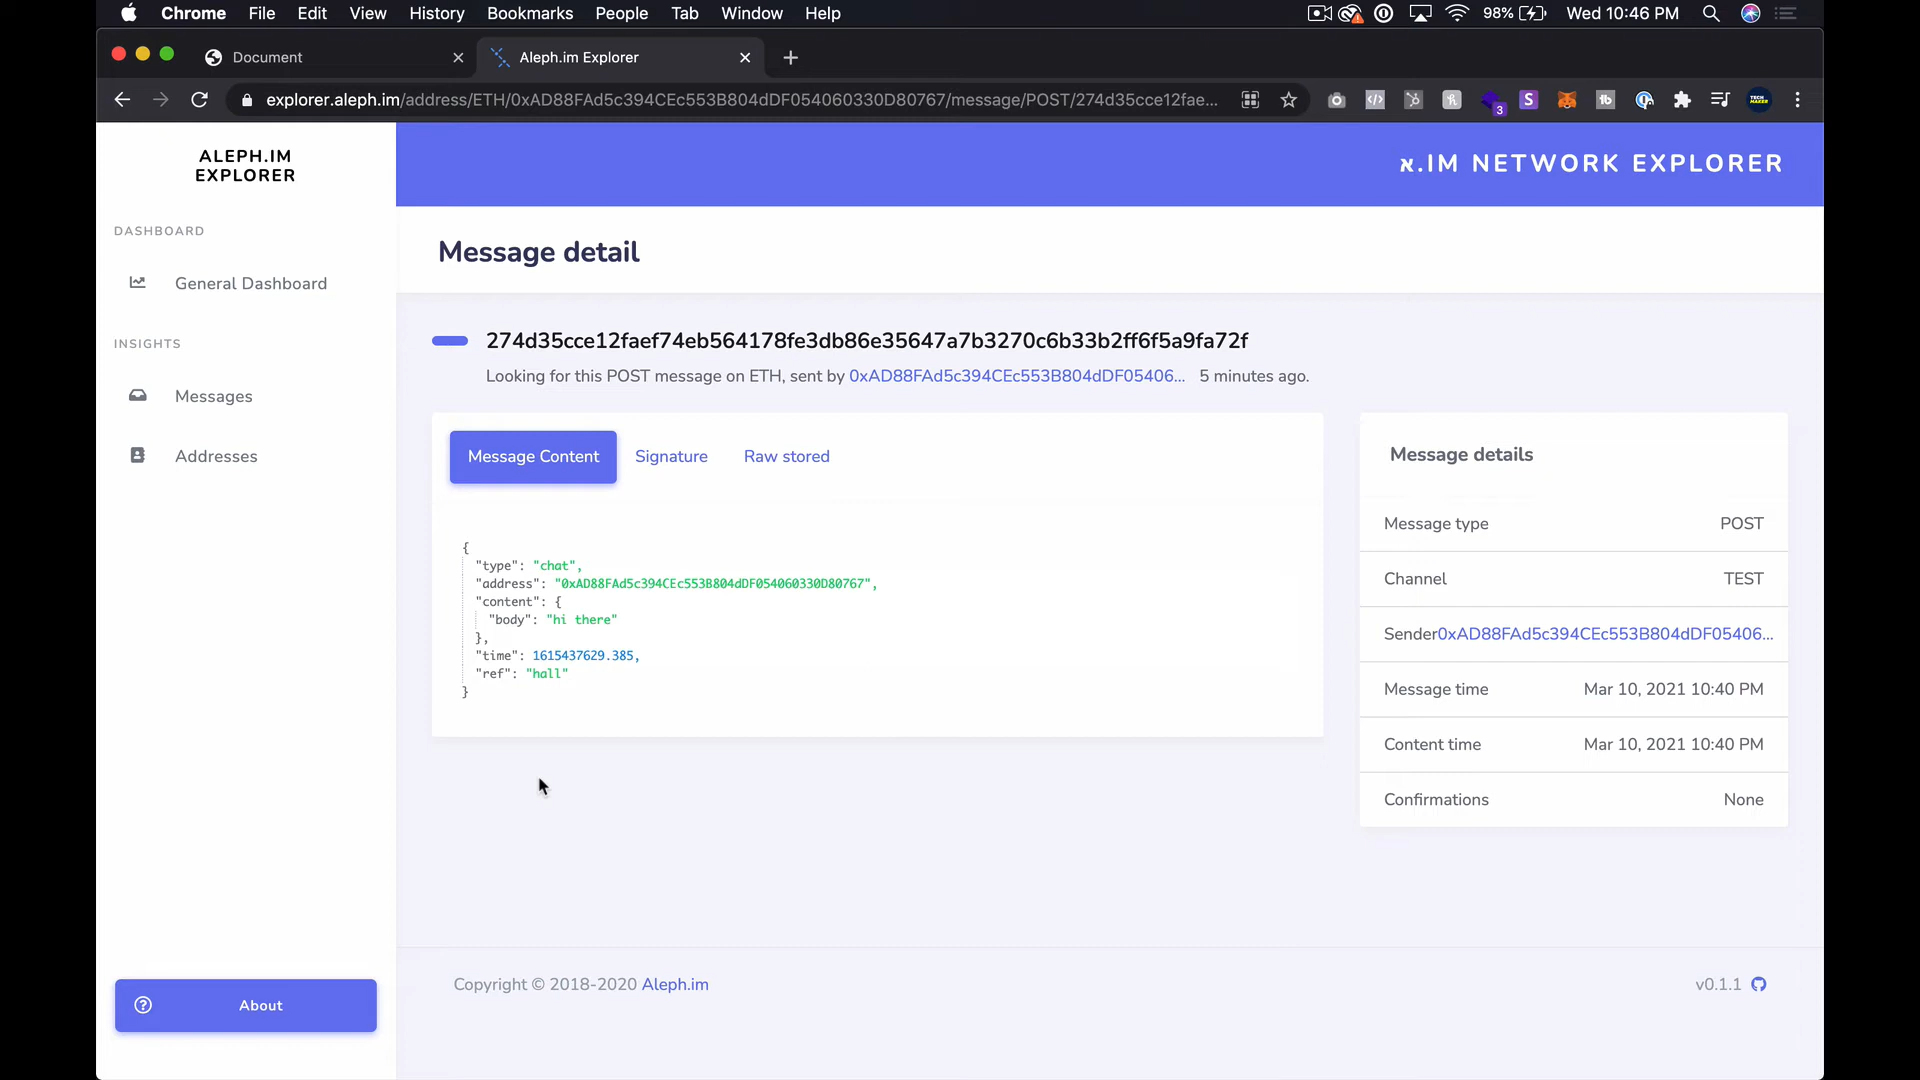 Chrome File Edit View History Bookmarks People Tab Window Help 98% Wed 10:46 PM
Document Aleph.im Explorer
explorer.aleph.im/address/ETH/0xAD88FAd5c394CEc553B804dDF054060330D80767/message/POST/274d35cce12fae... 3
ALEPH.IM
EXPLORER
א.IM NETWORK EXPLORER
DASHBOARD
General Dashboard
INSIGHTS
Messages
Addresses
About
Message detail
274d35cce12faef74eb564178fe3db86e35647a7b3270c6b33b2ff6f5a9fa72f
Looking for this POST message on ETH, sent by 0xAD88FAd5c394CEc553B804dDF05406... 5 minutes ago.
Message Content Signature Raw stored
{
"type": "chat",
"address": "0xAD88FAd5c394CEc553B804dDF054060330D80767",
"content": {
"body": "hi there"
},
"time": 1615437629.385,
"ref": "hall"
}
Message details
Message type POST
Channel TEST
Sender0xAD88FAd5c394CEc553B804dDF05406...
Message time Mar 10, 2021 10:40 PM
Content time Mar 10, 2021 10:40 PM
Confirmations None
Copyright © 2018-2020 Aleph.im
v0.1.1